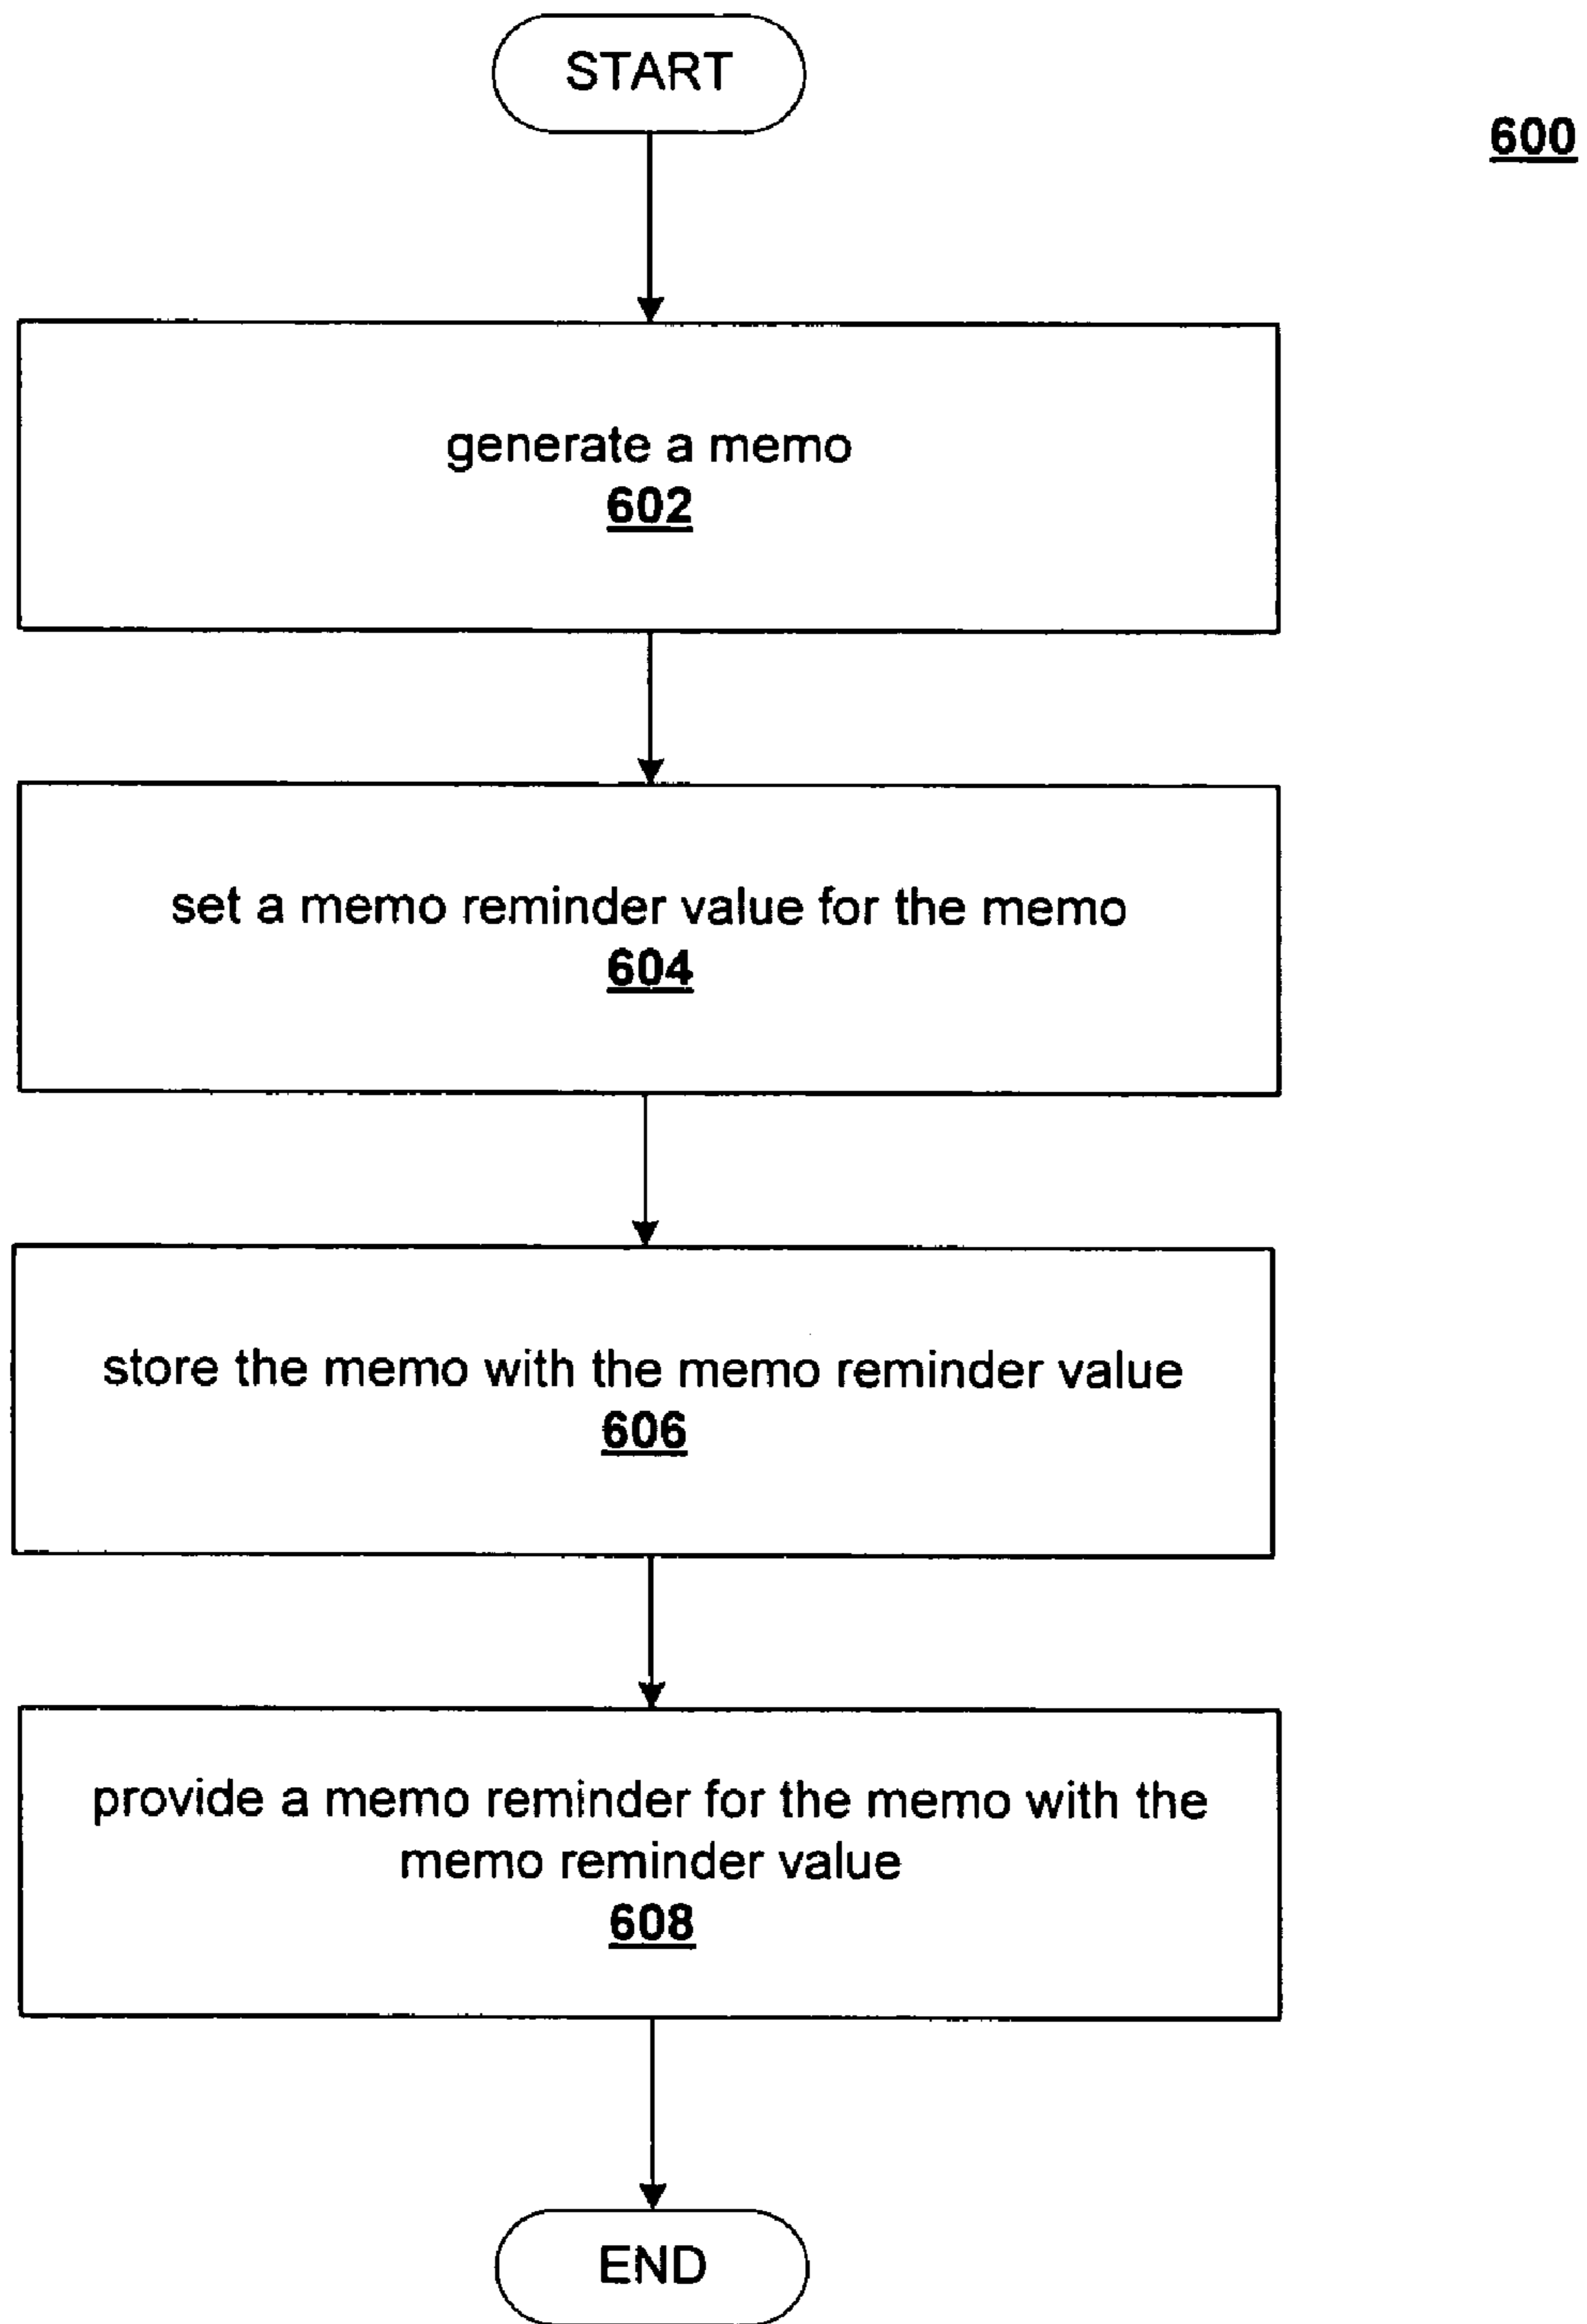 START
600
generate a memo
602
set a memo reminder value for the memo
604
store the memo with the memo reminder value
606
provide a memo reminder for the memo with the
memo reminder value
608
END